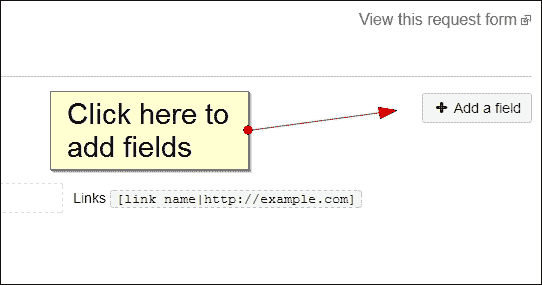 View this request form
Click here to
add fields
+ Add a field
Links [link name|http://example.com]